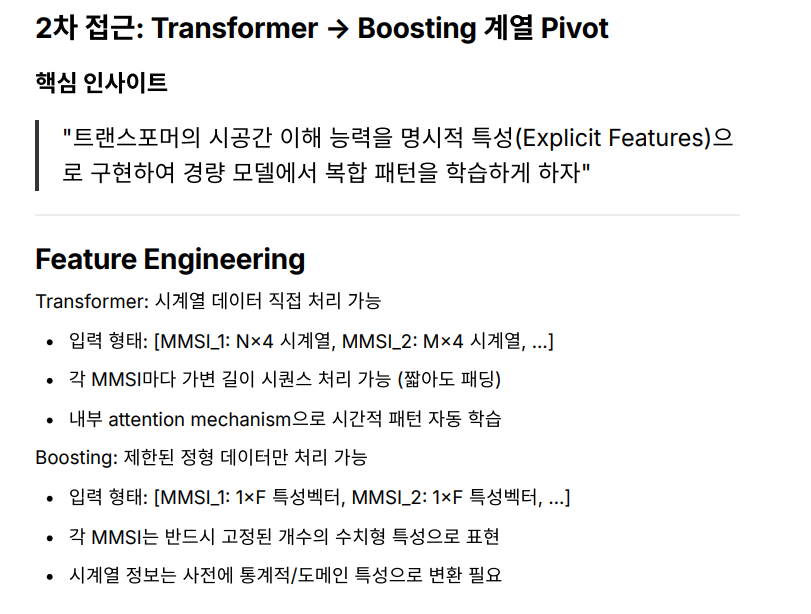 2차 접근: Transformer → Boosting 계열 Pivot
핵심 인사이트
"트랜스포머의 시공간 이해 능력을 명시적 특성(Explicit Features)으
로 구현하여 경량 모델에서 복합 패턴을 학습하게 하자"
Feature Engineering
Transformer: 시계열 데이터 직접 처리 가능
• 입력 형태: [MMSI_1: N×4 시계열, MMSI_2: M×4 시계열, ...]
• 각 MMSI마다 가변 길이 시퀀스 처리 가능 (짧아도 패딩)
• 내부 attention mechanism으로 시간적 패턴 자동 학습
Boosting: 제한된 정형 데이터만 처리 가능
• 입력 형태: [MMSI_1: 1×F 특성벡터, MMSI_2: 1×F 특성벡터, ...]
• 각 MMSI는 반드시 고정된 개수의 수치형 특성으로 표현
• 시계열 정보는 사전에 통계적/도메인 특성으로 변환 필요